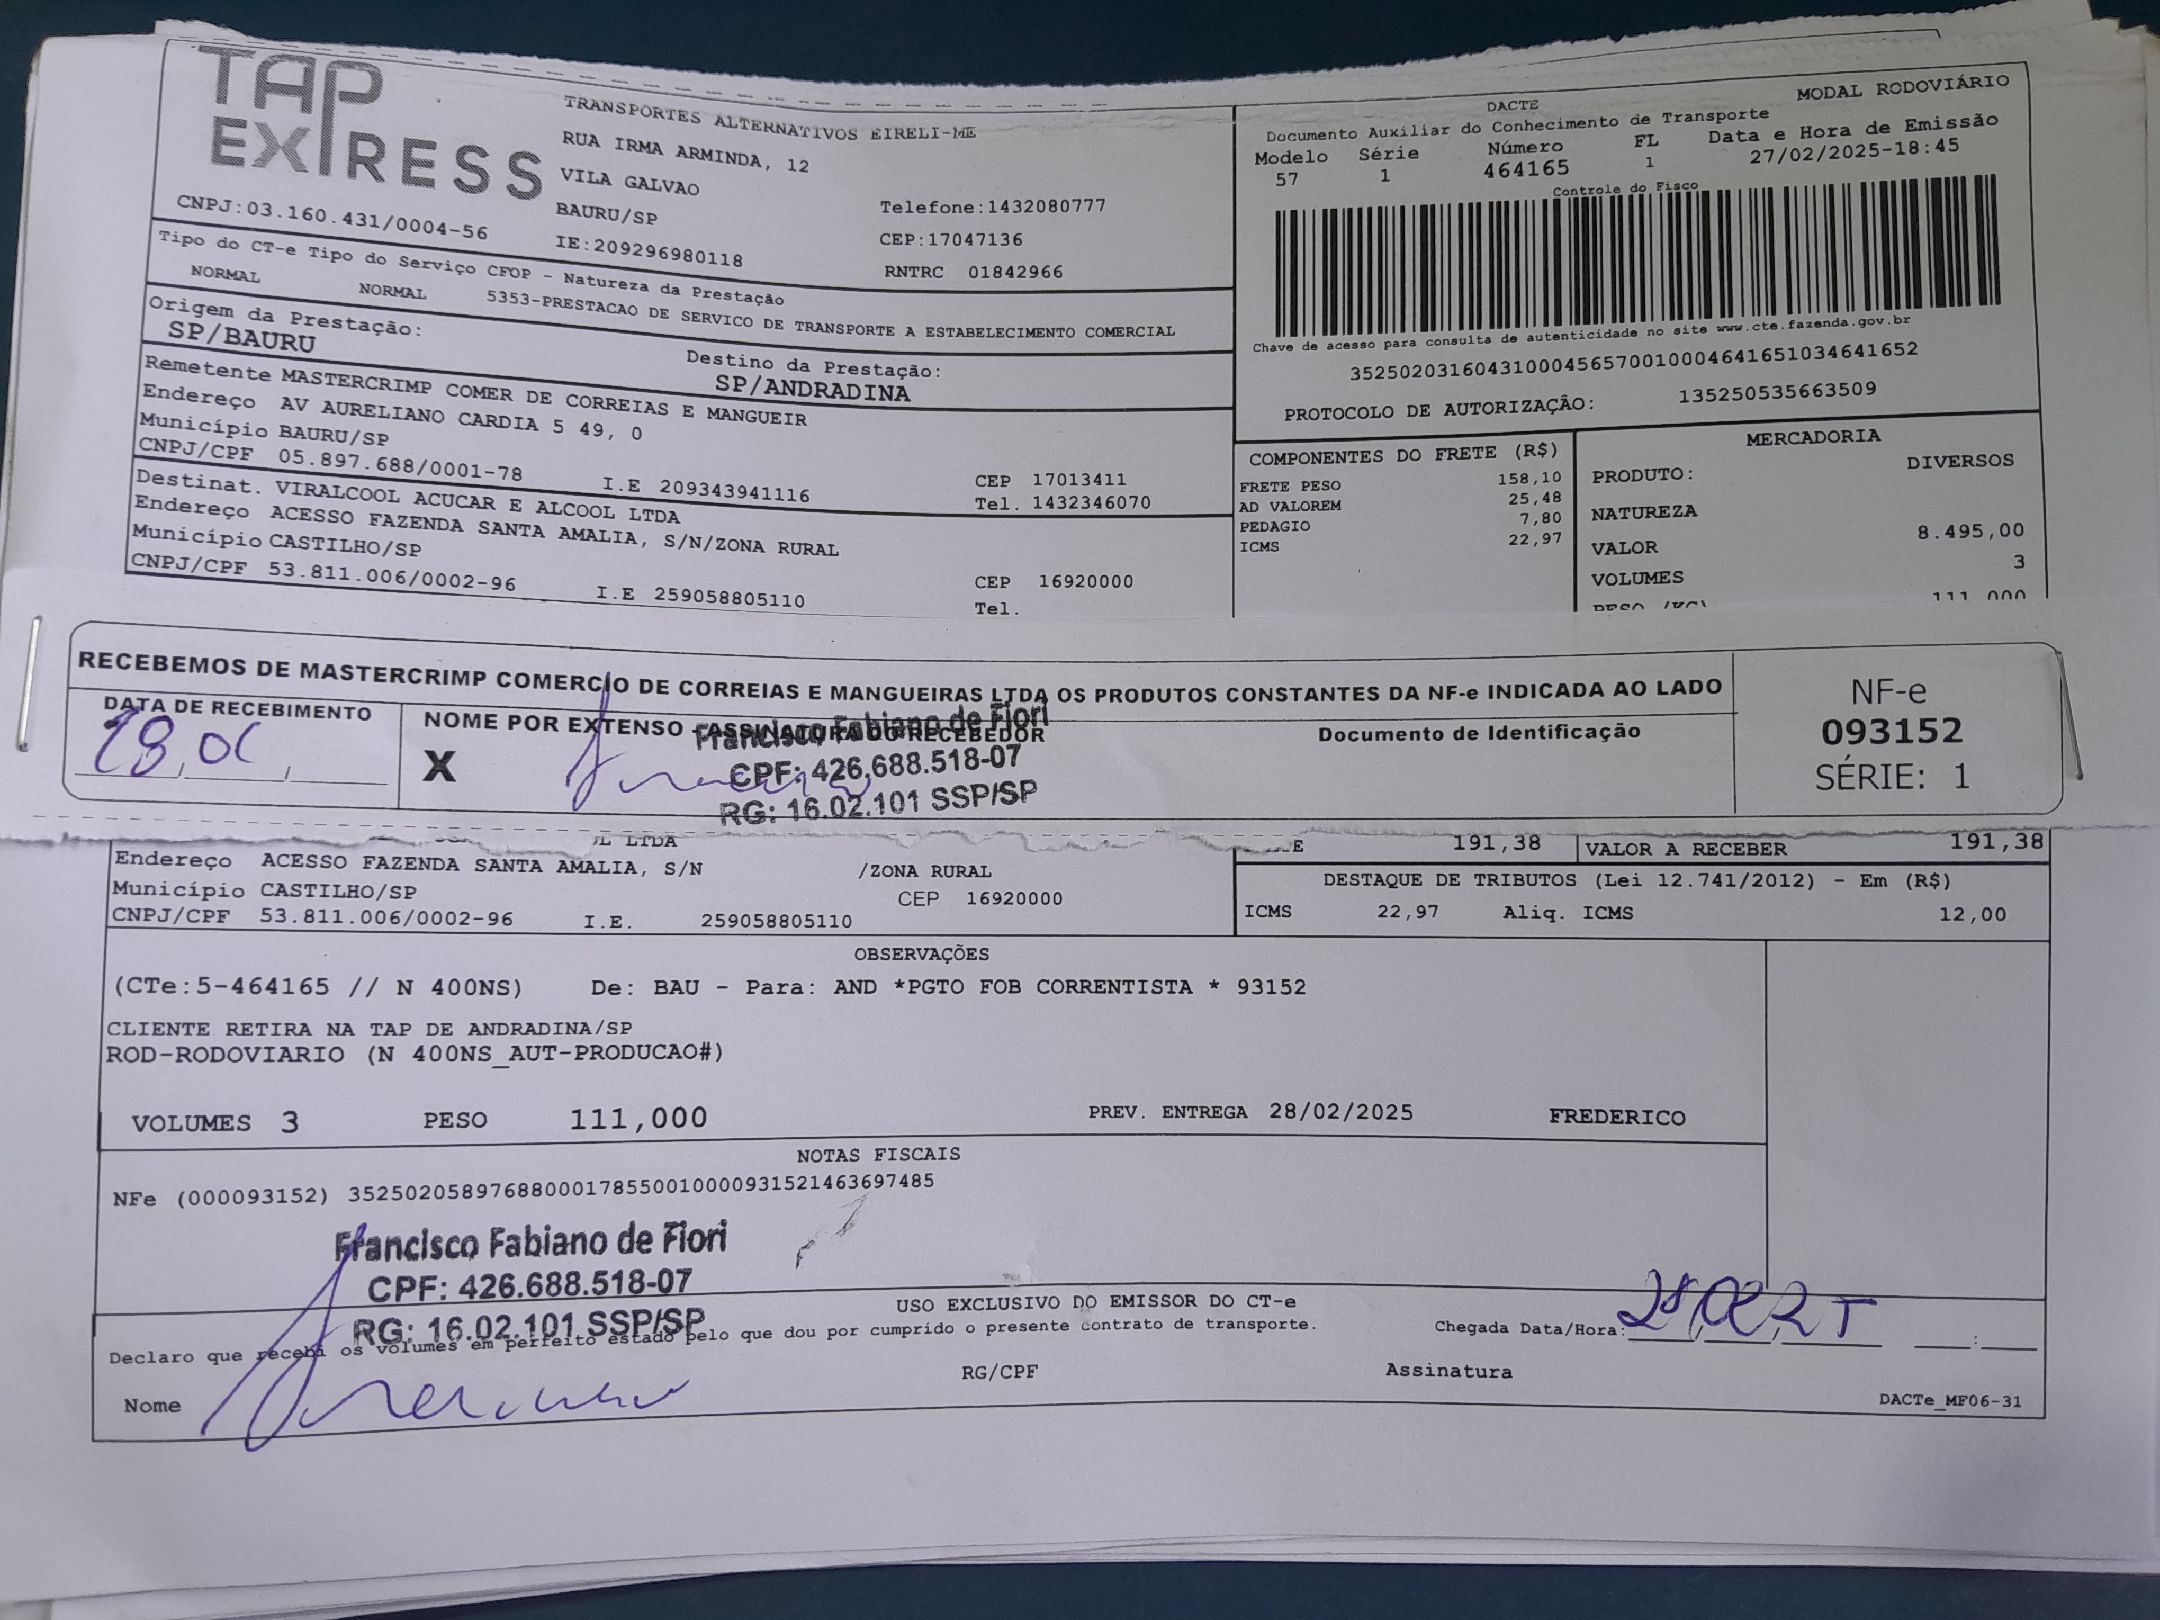 TAP EXPRESS
TRANSPORTES ALTERNATIVOS EIRELI-ME
RUA IRMA ARMINDA, 12
VILA GALVAO
BAURU/SP
Telefone:1432080777
CNPJ:03.160.431/0004-56
IE:209296980118
CEP:17047136
RNTRC 01842966
Tipo do CT-e Tipo do Serviço CFOP - Natureza da Prestação
NORMAL NORMAL 5353-PRESTACAO DE SERVICO DE TRANSPORTE A ESTABELECIMENTO COMERCIAL
Origem da Prestação:
SP/BAURU
Destino da Prestação:
SP/ANDRADINA
Remetente MASTERCRIMP COMER DE CORREIAS E MANGUEIR
Endereço AV AURELIANO CARDIA 5 49, 0
Município BAURU/SP
CEP 17013411
CNPJ/CPF 05.897.688/0001-78 I.E 209343941116 Tel. 1432346070
Destinat. VIRALCOOL ACUCAR E ALCOOL LTDA
Endereço ACESSO FAZENDA SANTA AMALIA, S/N/ZONA RURAL
Município CASTILHO/SP
CEP 16920000
CNPJ/CPF 53.811.006/0002-96 I.E 259058805110 Tel.
DACTE
MODAL RODOVIÁRIO
Documento Auxiliar do Conhecimento de Transporte
Modelo Série Número FL Data e Hora de Emissão
57 1 464165 1 27/02/2025-18:45
Controle do Fisco
Chave de acesso para consulta de autenticidade no site www.cte.fazenda.gov.br
35250203160431000456570010004641651034641652
PROTOCOLO DE AUTORIZAÇÃO: 135250535663509
COMPONENTES DO FRETE (R$)
FRETE PESO 158,10
AD VALOREM 25,48
PEDAGIO 7,80
ICMS 22,97
MERCADORIA
PRODUTO: DIVERSOS
NATUREZA
VALOR 8.495,00
VOLUMES 3
PESO (KG) 111,000
RECEBEMOS DE MASTERCRIMP COMERCIO DE CORREIAS E MANGUEIRAS LTDA OS PRODUTOS CONSTANTES DA NF-e INDICADA AO LADO
DATA DE RECEBIMENTO
NOME POR EXTENSO - ASSINATURA DO RECEBEDOR
Documento de Identificação
X
Francisco Fabiano de Fiori
CPF: 426.688.518-07
RG: 16.02.101 SSP/SP
NF-e
093152
SÉRIE: 1
LTDA
Endereço ACESSO FAZENDA SANTA AMALIA, S/N /ZONA RURAL
Município CASTILHO/SP CEP 16920000
CNPJ/CPF 53.811.006/0002-96 I.E. 259058805110
191,38 VALOR A RECEBER 191,38
DESTAQUE DE TRIBUTOS (Lei 12.741/2012) - Em (R$)
ICMS 22,97 Aliq. ICMS 12,00
OBSERVAÇÕES
(CTe:5-464165 // N 400NS) De: BAU - Para: AND *PGTO FOB CORRENTISTA * 93152
CLIENTE RETIRA NA TAP DE ANDRADINA/SP
ROD-RODOVIARIO (N 400NS_AUT-PRODUCAO#)
VOLUMES 3 PESO 111,000 PREV. ENTREGA 28/02/2025 FREDERICO
NOTAS FISCAIS
NFe (000093152) 35250205897688000178550010000931521463697485
Francisco Fabiano de Fiori
CPF: 426.688.518-07
RG: 16.02.101 SSP/SP
USO EXCLUSIVO DO EMISSOR DO CT-e
Declaro que recebi os volumes em perfeito estado pelo que dou por cumprido o presente contrato de transporte.
Chegada Data/Hora:
Nome RG/CPF Assinatura
DACTe_MF06-31